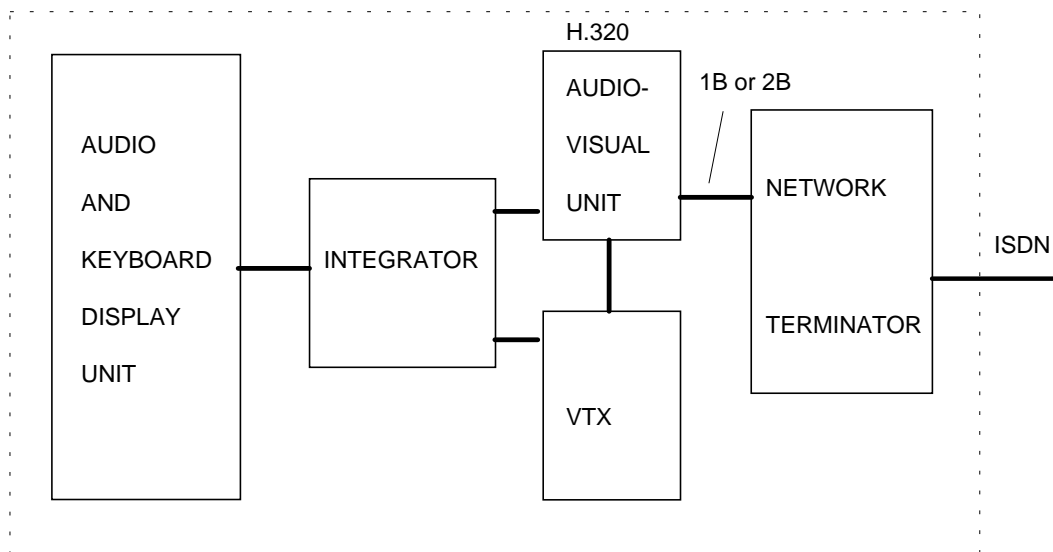 H.320
AUDIO-
VISUAL
UNIT
1B or 2B
AUDIO
AND
KEYBOARD
DISPLAY
UNIT
INTEGRATOR
NETWORK
TERMINATOR
ISDN
VTX